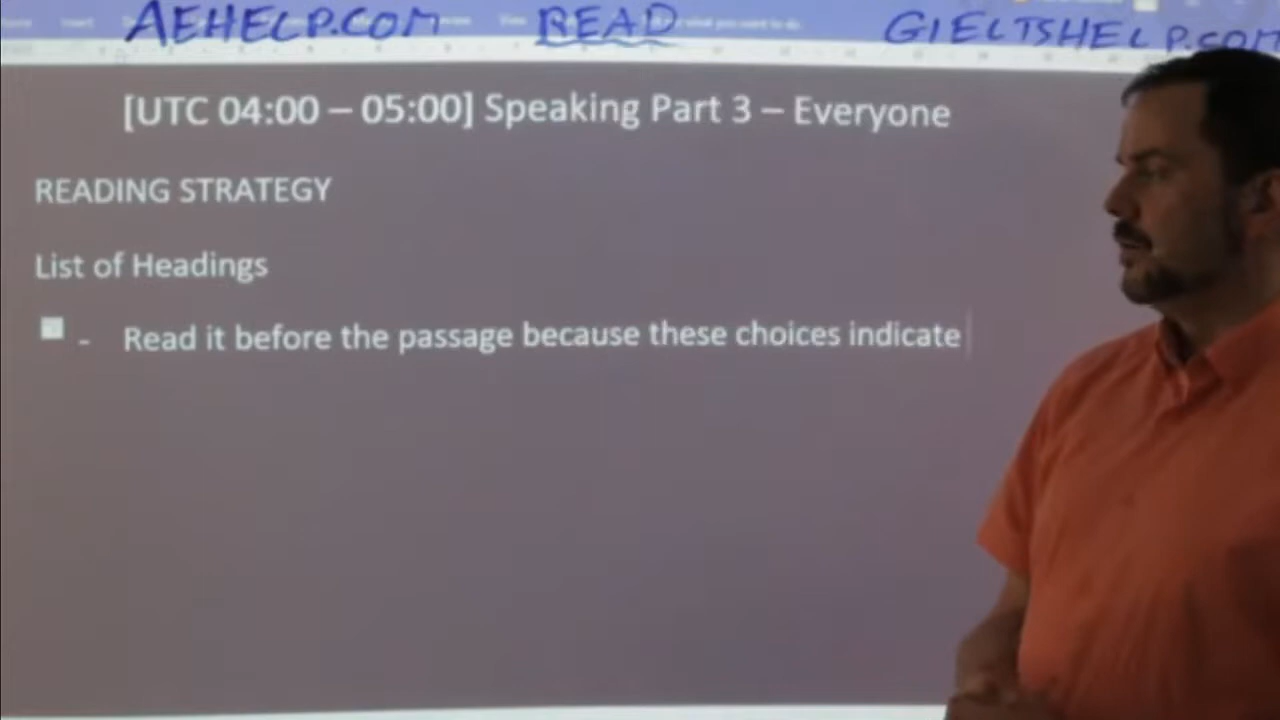 AEHELP.COM READ GIELTSHELP.COM
[UTC 04:00 – 05:00] Speaking Part 3 – Everyone
READING STRATEGY
List of Headings
- Read it before the passage because these choices indicate